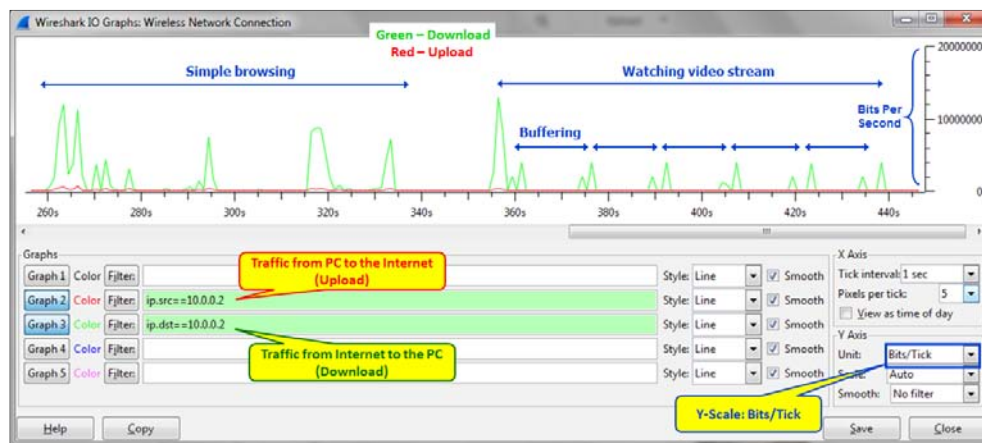 Wireshark IO Graphs: Wireless Network Connection
Green – Download
Red – Upload
Simple browsing
Watching video stream
Buffering
Bits Per
Second
20000000
10000000
0
260s 280s 300s 320s 340s 360s 380s 400s 420s 440s
Graphs
Graph 1 Color Filter: Style: Line Smooth
Graph 2 Color Filter: ip.src==10.0.0.2 Style: Line Smooth
Graph 3 Color Filter: ip.dst==10.0.0.2 Style: Line Smooth
Graph 4 Color Filter: Style: Line Smooth
Graph 5 Color Filter: Style: Line Smooth
Traffic from PC to the Internet
(Upload)
Traffic from Internet to the PC
(Download)
X Axis
Tick interval: 1 sec
Pixels per tick: 5
View as time of day
Y Axis
Unit: Bits/Tick
Scale: Auto
Smooth: No filter
Y-Scale: Bits/Tick
Help Copy Save Close